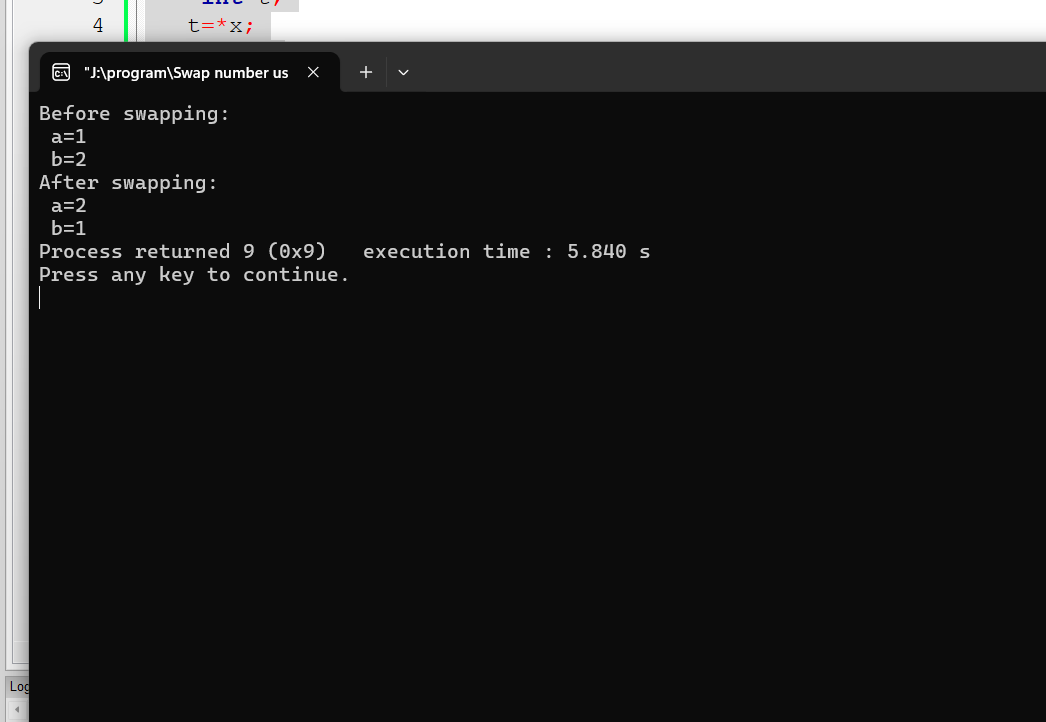 4 t=*x;
"J:\program\Swap number us
Before swapping:
a=1
b=2
After swapping:
a=2
b=1
Process returned 9 (0x9)   execution time : 5.840 s
Press any key to continue.